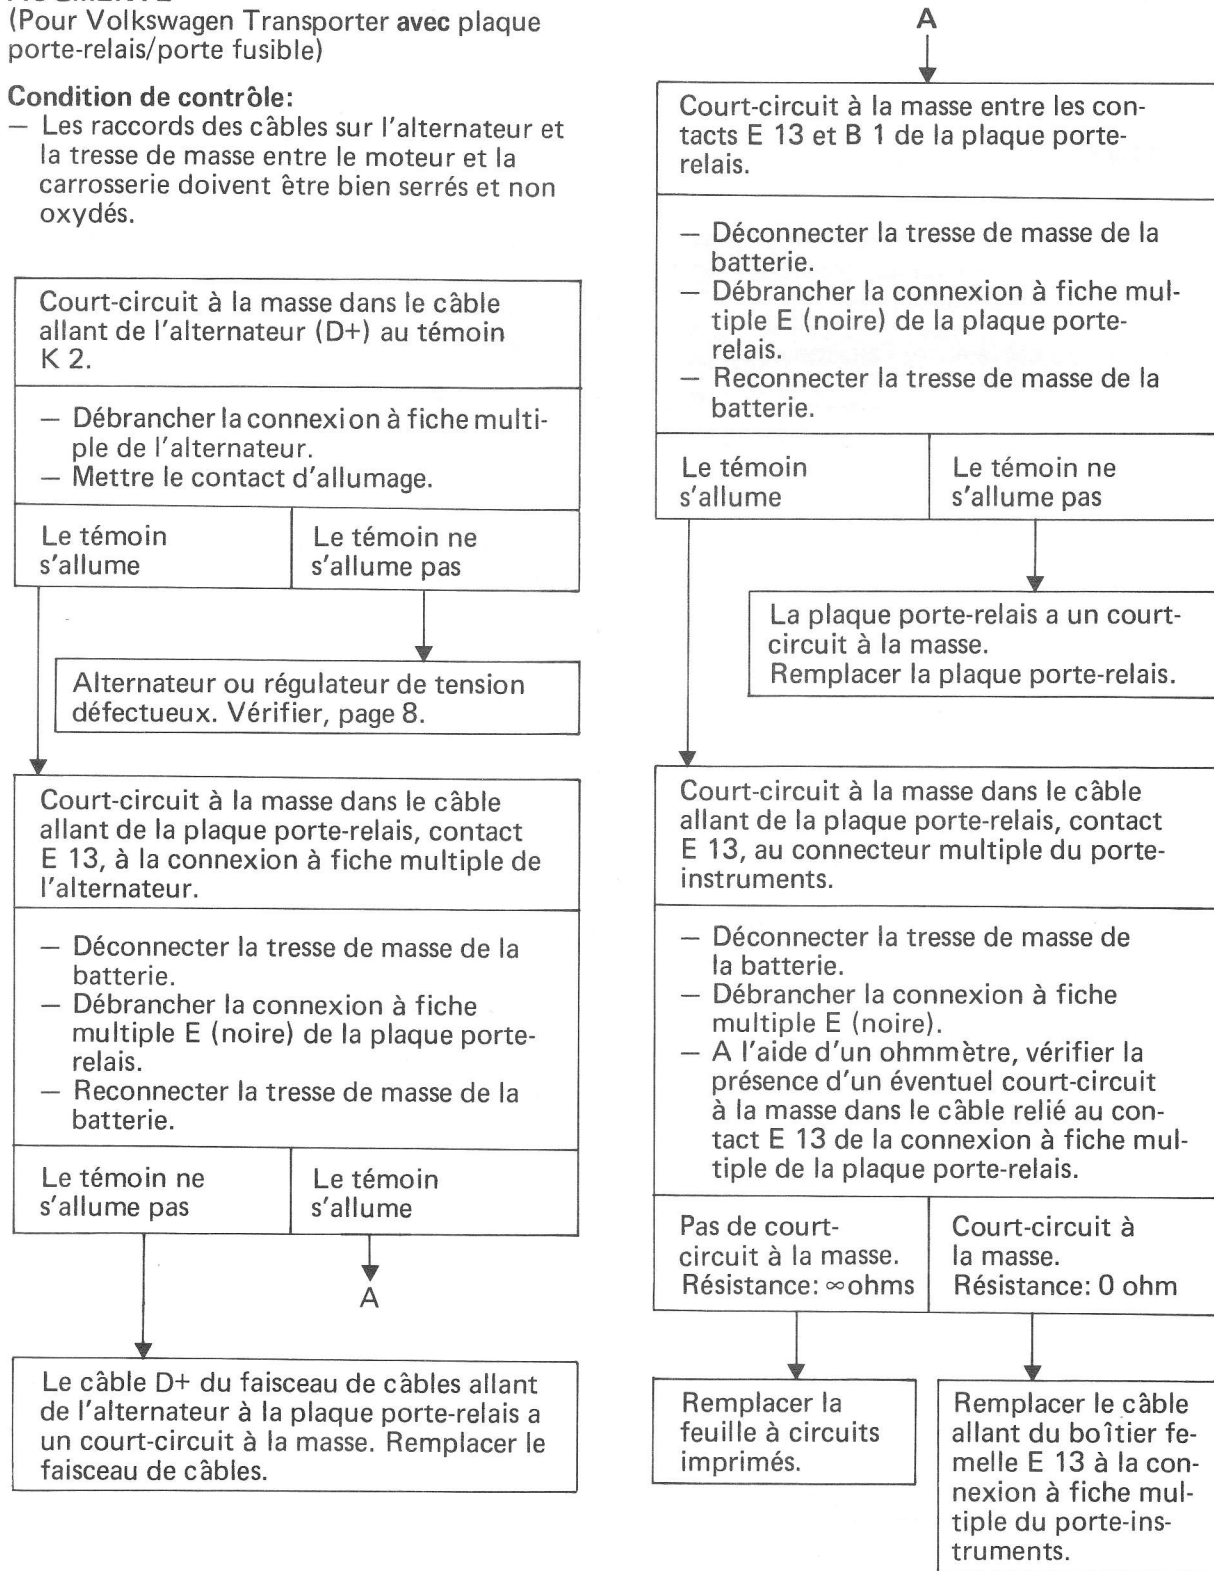 (Pour Volkswagen Transporter avec plaque
porte-relais/porte fusible)
Condition de contrôle:
— Les raccords des câbles sur l'alternateur et
la tresse de masse entre le moteur et la
carrosserie doivent être bien serrés et non
oxydés.
Court-circuit à la masse dans le câble
allant de l'alternateur (D+) au témoin
K 2.
— Débrancher la connexion à fiche multi-
ple de l'alternateur.
— Mettre le contact d'allumage.
Le témoin
s'allume
Le témoin ne
s'allume pas
Alternateur ou régulateur de tension
défectueux. Vérifier, page 8.
Court-circuit à la masse dans le câble
allant de la plaque porte-relais, contact
E 13, à la connexion à fiche multiple de
l'alternateur.
— Déconnecter la tresse de masse de la
batterie.
— Débrancher la connexion à fiche
multiple E (noire) de la plaque porte-
relais.
— Reconnecter la tresse de masse de la
batterie.
Le témoin ne
s'allume pas
Le témoin
s'allume
A
Le câble D+ du faisceau de câbles allant
de l'alternateur à la plaque porte-relais a
un court-circuit à la masse. Remplacer le
faisceau de câbles.
A
Court-circuit à la masse entre les con-
tacts E 13 et B 1 de la plaque porte-
relais.
— Déconnecter la tresse de masse de la
batterie.
— Débrancher la connexion à fiche mul-
tiple E (noire) de la plaque porte-
relais.
— Reconnecter la tresse de masse de la
batterie.
Le témoin
s'allume
Le témoin ne
s'allume pas
La plaque porte-relais a un court-
circuit à la masse.
Remplacer la plaque porte-relais.
Court-circuit à la masse dans le câble
allant de la plaque porte-relais, contact
E 13, au connecteur multiple du porte-
instruments.
— Déconnecter la tresse de masse de
la batterie.
— Débrancher la connexion à fiche
multiple E (noire).
— A l'aide d'un ohmmètre, vérifier la
présence d'un éventuel court-circuit
à la masse dans le câble relié au con-
tact E 13 de la connexion à fiche mul-
tiple de la plaque porte-relais.
Pas de court-
circuit à la masse.
Résistance: ∞ ohms
Court-circuit à
la masse.
Résistance: 0 ohm
Remplacer la
feuille à circuits
imprimés.
Remplacer le câble
allant du boîtier fe-
melle E 13 à la con-
nexion à fiche mul-
tiple du porte-ins-
truments.